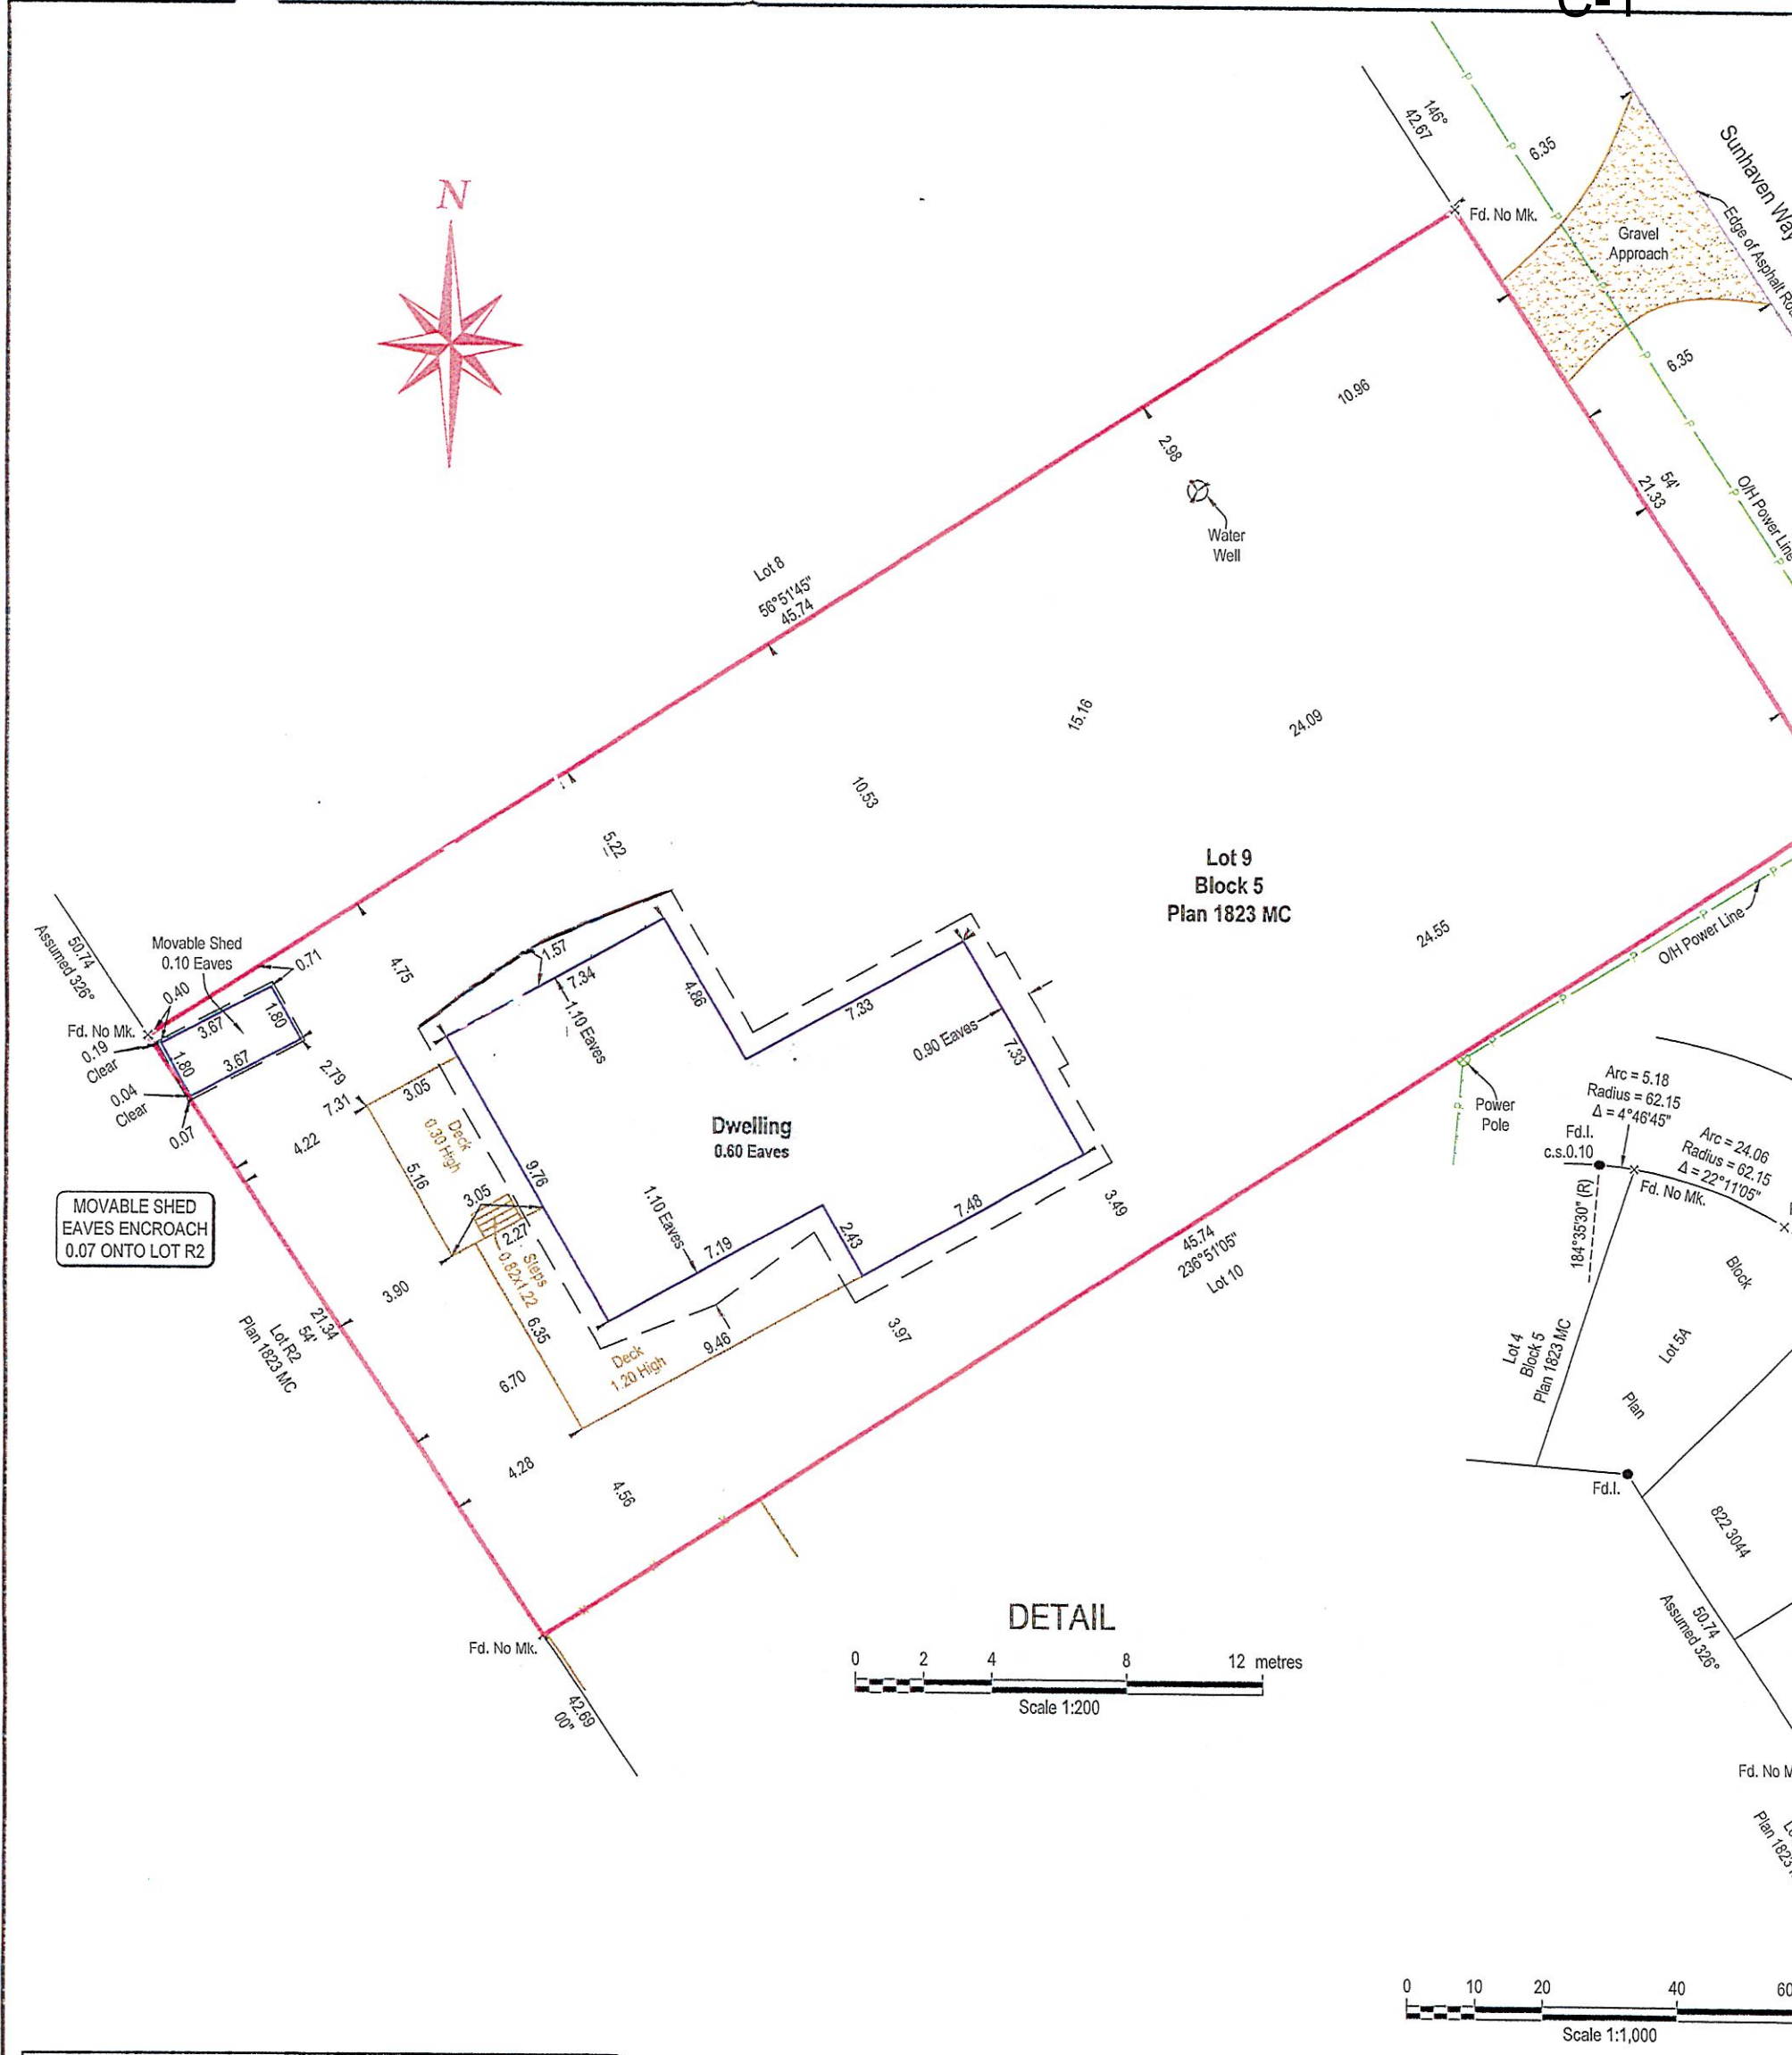 C-1
N
146°
42.67
6.35
Sunhaven Way
Fd. No Mk.
Gravel
Approach
Edge of Asphalt
6.35
10.96
2.98
54'
21.33
O/H Power Line
Water
Well
Lot 8
56°51'45"
45.74
15.16
24.09
10.53
5.22
Lot 9
Block 5
Plan 1823 MC
24.55
O/H Power Line
50.74
Assumed 326°
Movable Shed
0.10 Eaves
0.71
0.40
4.75
1.57
7.34
4.86
7.33
1.10 Eaves
0.90 Eaves
7.33
Fd. No Mk.
3.67
1.80
0.19
Clear
1.80
3.67
0.04
Clear
0.07
2.79
7.31
3.05
4.22
Deck
0.30 High
5.16
9.76
Dwelling
0.60 Eaves
3.05
2.27
Steps
0.82x1.22
1.10 Eaves
7.19
2.43
7.48
3.49
MOVABLE SHED
EAVES ENCROACH
0.07 ONTO LOT R2
3.90
6.35
9.46
Deck
1.20 High
3.97
45.74
236°51'05"
Lot 10
21.34
54'
Lot R2
Plan 1823 MC
6.70
4.28
4.56
Power
Pole
Arc = 5.18
Radius = 62.15
Δ = 4°46'45"
Fd.I.
c.s.0.10
Arc = 24.06
Radius = 62.15
Δ = 22°11'05"
Fd. No Mk.
184°35'30" (R)
Block
Lot 4
Block 5
Plan 1823 MC
Lot 5A
Plan
Fd.I.
822 3044
50.74
Assumed 326°
DETAIL
0 2 4 8 12 metres
Scale 1:200
Fd. No Mk.
42.69
00"
Fd. No M
Plan 1823
0 10 20 40 60
Scale 1:1,000